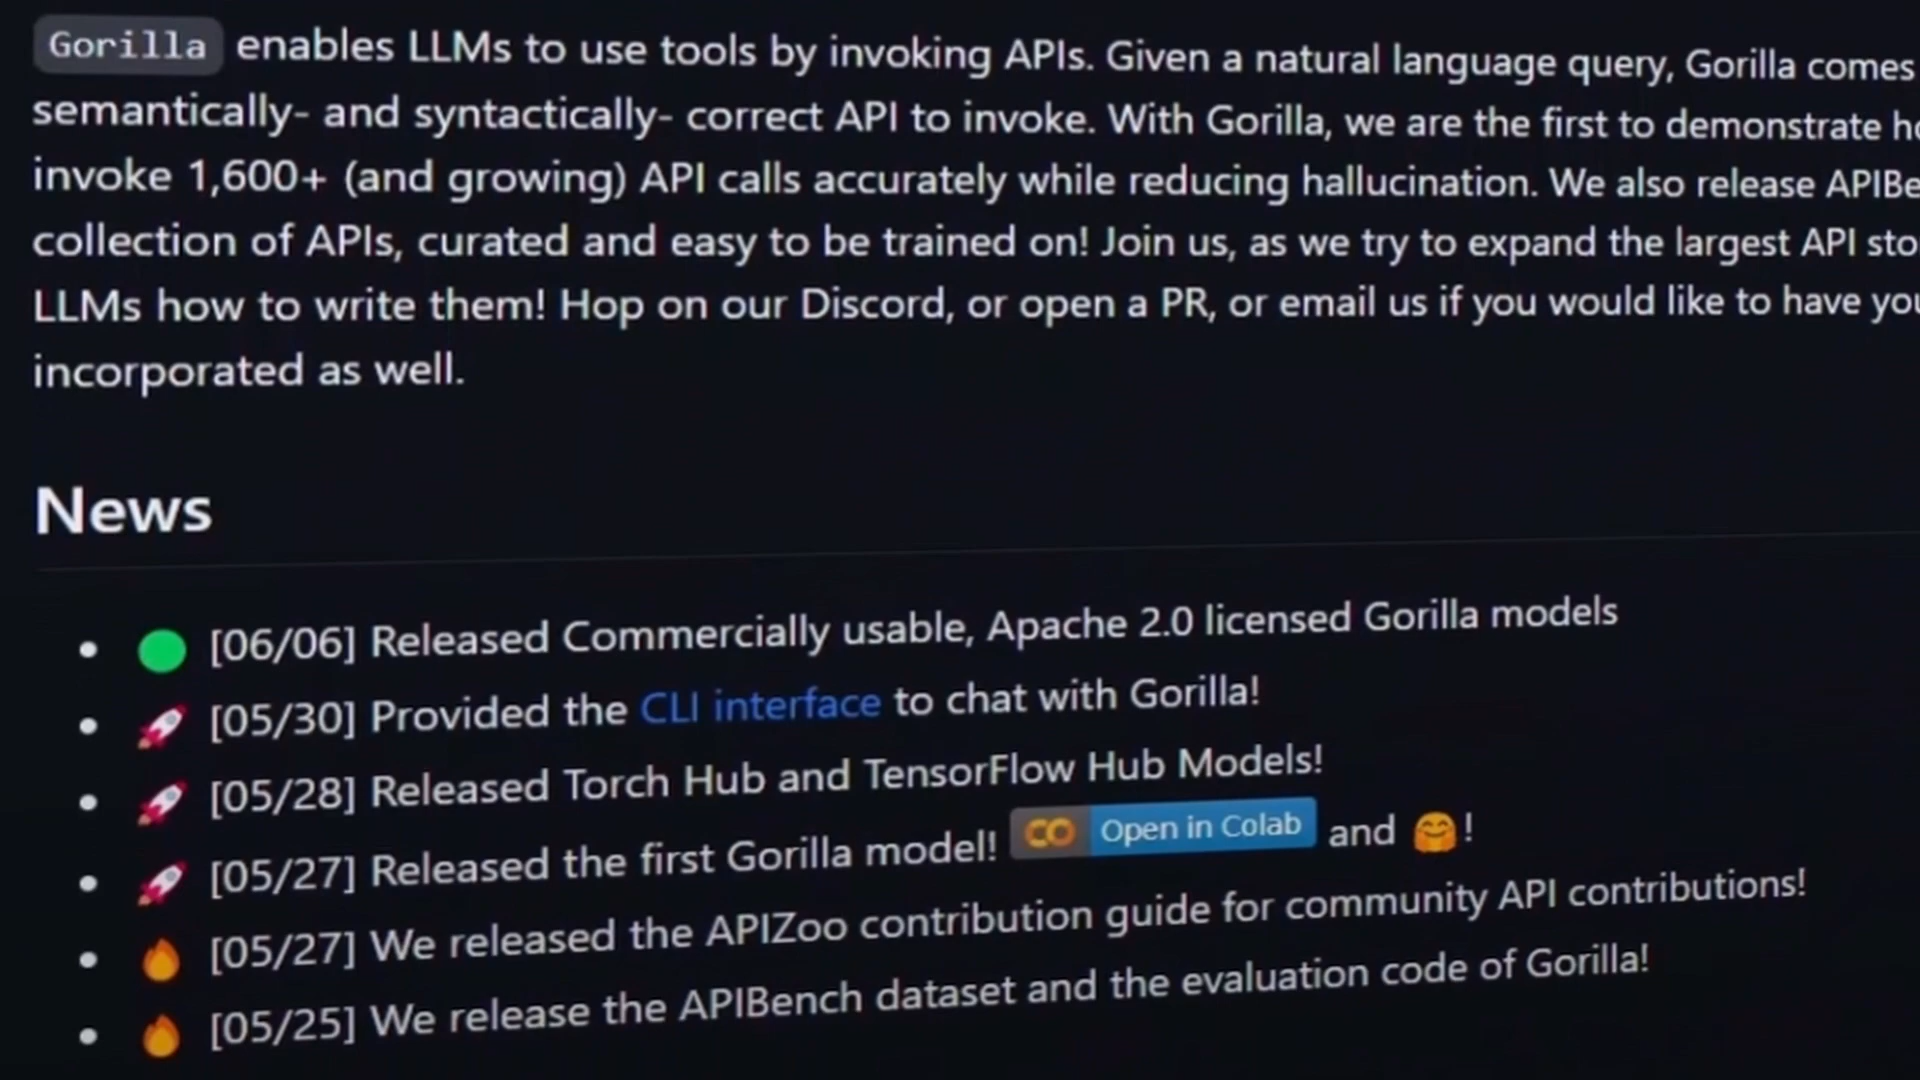 Gorilla enables LLMs to use tools by invoking APIs. Given a natural language query, Gorilla comes
semantically- and syntactically- correct API to invoke. With Gorilla, we are the first to demonstrate
invoke 1,600+ (and growing) API calls accurately while reducing hallucination. We also release
collection of APIs, curated and easy to be trained on! Join us, as we try to expand the largest API
LLMs how to write them! Hop on our Discord, or open a PR, or email us if you would like to have
incorporated as well.
News
• 🟢 [06/06] Released Commercially usable, Apache 2.0 licensed Gorilla models
• 🚀 [05/30] Provided the CLI interface to chat with Gorilla!
• 🚀 [05/28] Released Torch Hub and TensorFlow Hub Models!
• 🚀 [05/27] Released the first Gorilla model! CO Open in Colab and 🤗!
• 🔥 [05/27] We released the APIZoo contribution guide for community API contributions!
• 🔥 [05/25] We release the APIBench dataset and the evaluation code of Gorilla!